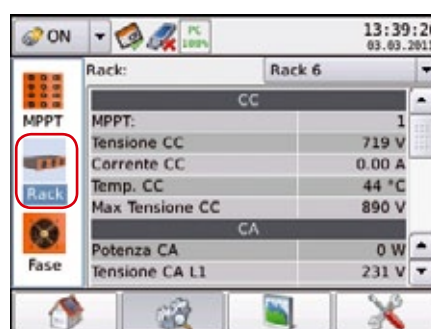 ON PC 100% 13:39:2
03.03.201
Rack: Rack 6
CC
MPPT: 1
Tensione CC 719 V
Corrente CC 0.00 A
Temp. CC 44 °C
Max Tensione CC 890 V
CA
Potenza CA 0 W
Tensione CA L1 231 V
MPPT
Rack
Fase